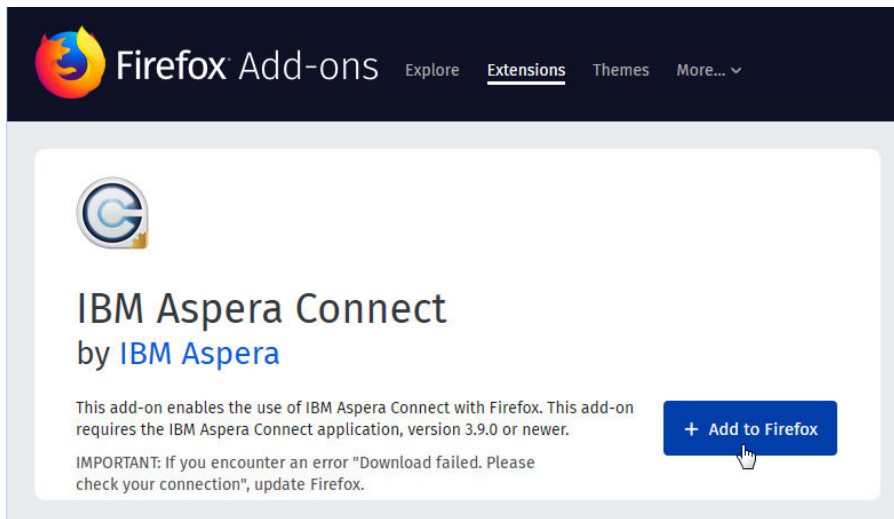 Firefox Add-ons Explore Extensions Themes More...
IBM Aspera Connect
by IBM Aspera
This add-on enables the use of IBM Aspera Connect with Firefox. This add-on
requires the IBM Aspera Connect application, version 3.9.0 or newer.
+ Add to Firefox
IMPORTANT: If you encounter an error "Download failed. Please
check your connection", update Firefox.